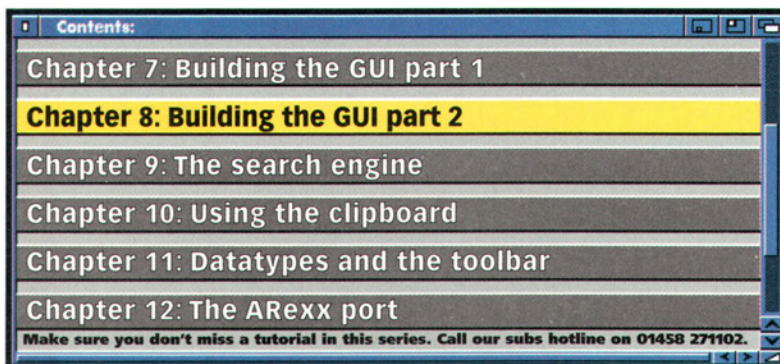 Contents:
Chapter 7: Building the GUI part 1
Chapter 8: Building the GUI part 2
Chapter 9: The search engine
Chapter 10: Using the clipboard
Chapter 11: Datatypes and the toolbar
Chapter 12: The ARexx port
Make sure you don't miss a tutorial in this series. Call our subs hotline on 01458 271102.